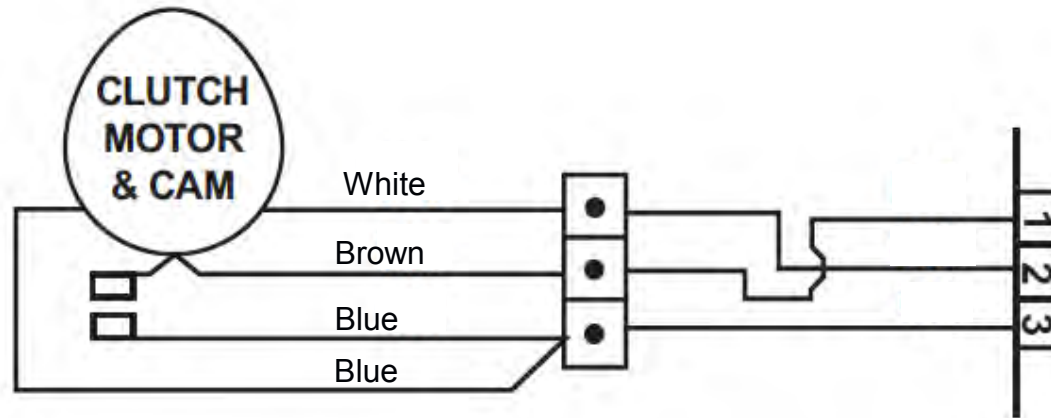 CLUTCH
MOTOR
& CAM
White
Brown
Blue
Blue
1
2
3